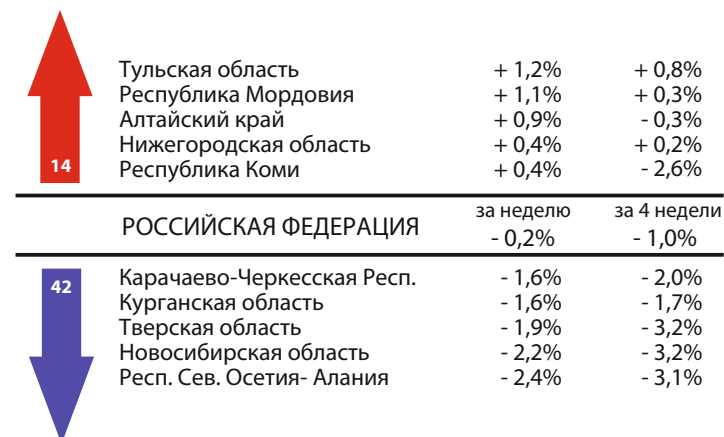 Тульская область + 1,2% + 0,8%
Республика Мордовия + 1,1% + 0,3%
Алтайский край + 0,9% - 0,3%
Нижегородская область + 0,4% + 0,2%
14 Республика Коми + 0,4% - 2,6%
за неделю за 4 недели
РОССИЙСКАЯ ФЕДЕРАЦИЯ - 0,2% - 1,0%
42 Карачаево-Черкесская Респ. - 1,6% - 2,0%
Курганская область - 1,6% - 1,7%
Тверская область - 1,9% - 3,2%
Новосибирская область - 2,2% - 3,2%
Респ. Сев. Осетия- Алания - 2,4% - 3,1%